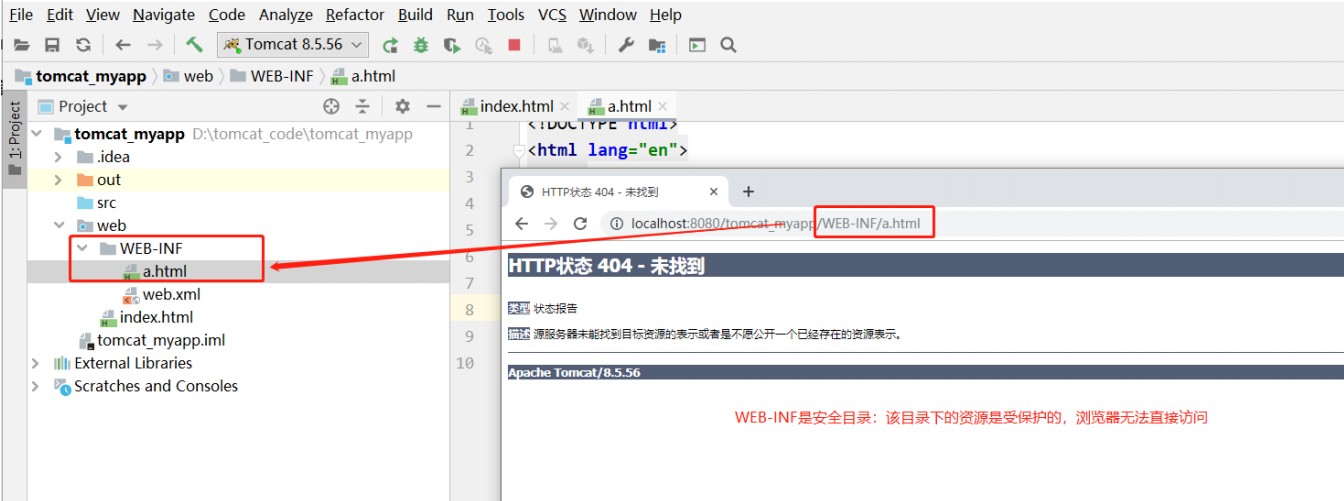 File Edit View Navigate Code Analyze Refactor Build Run Tools VCS Window Help
Tomcat 8.5.56
tomcat_myapp web WEB-INF a.html
1: Project
Project
index.html a.html
tomcat_myapp D:\tomcat_code\tomcat_myapp
.idea
out
src
web
WEB-INF
a.html
web.xml
index.html
tomcat_myapp.iml
External Libraries
Scratches and Consoles
1 <!DOCTYPE html>
2 <html lang="en">
3
4
5
6
7
8
9
10
HTTP状态 404 - 未找到
localhost:8080/tomcat_myapp/WEB-INF/a.html
HTTP状态 404 - 未找到
类型 状态报告
描述 源服务器未能找到目标资源的表示或者是不愿公开一个已经存在的资源表示。
Apache Tomcat/8.5.56
WEB-INF是安全目录：该目录下的资源是受保护的，浏览器无法直接访问